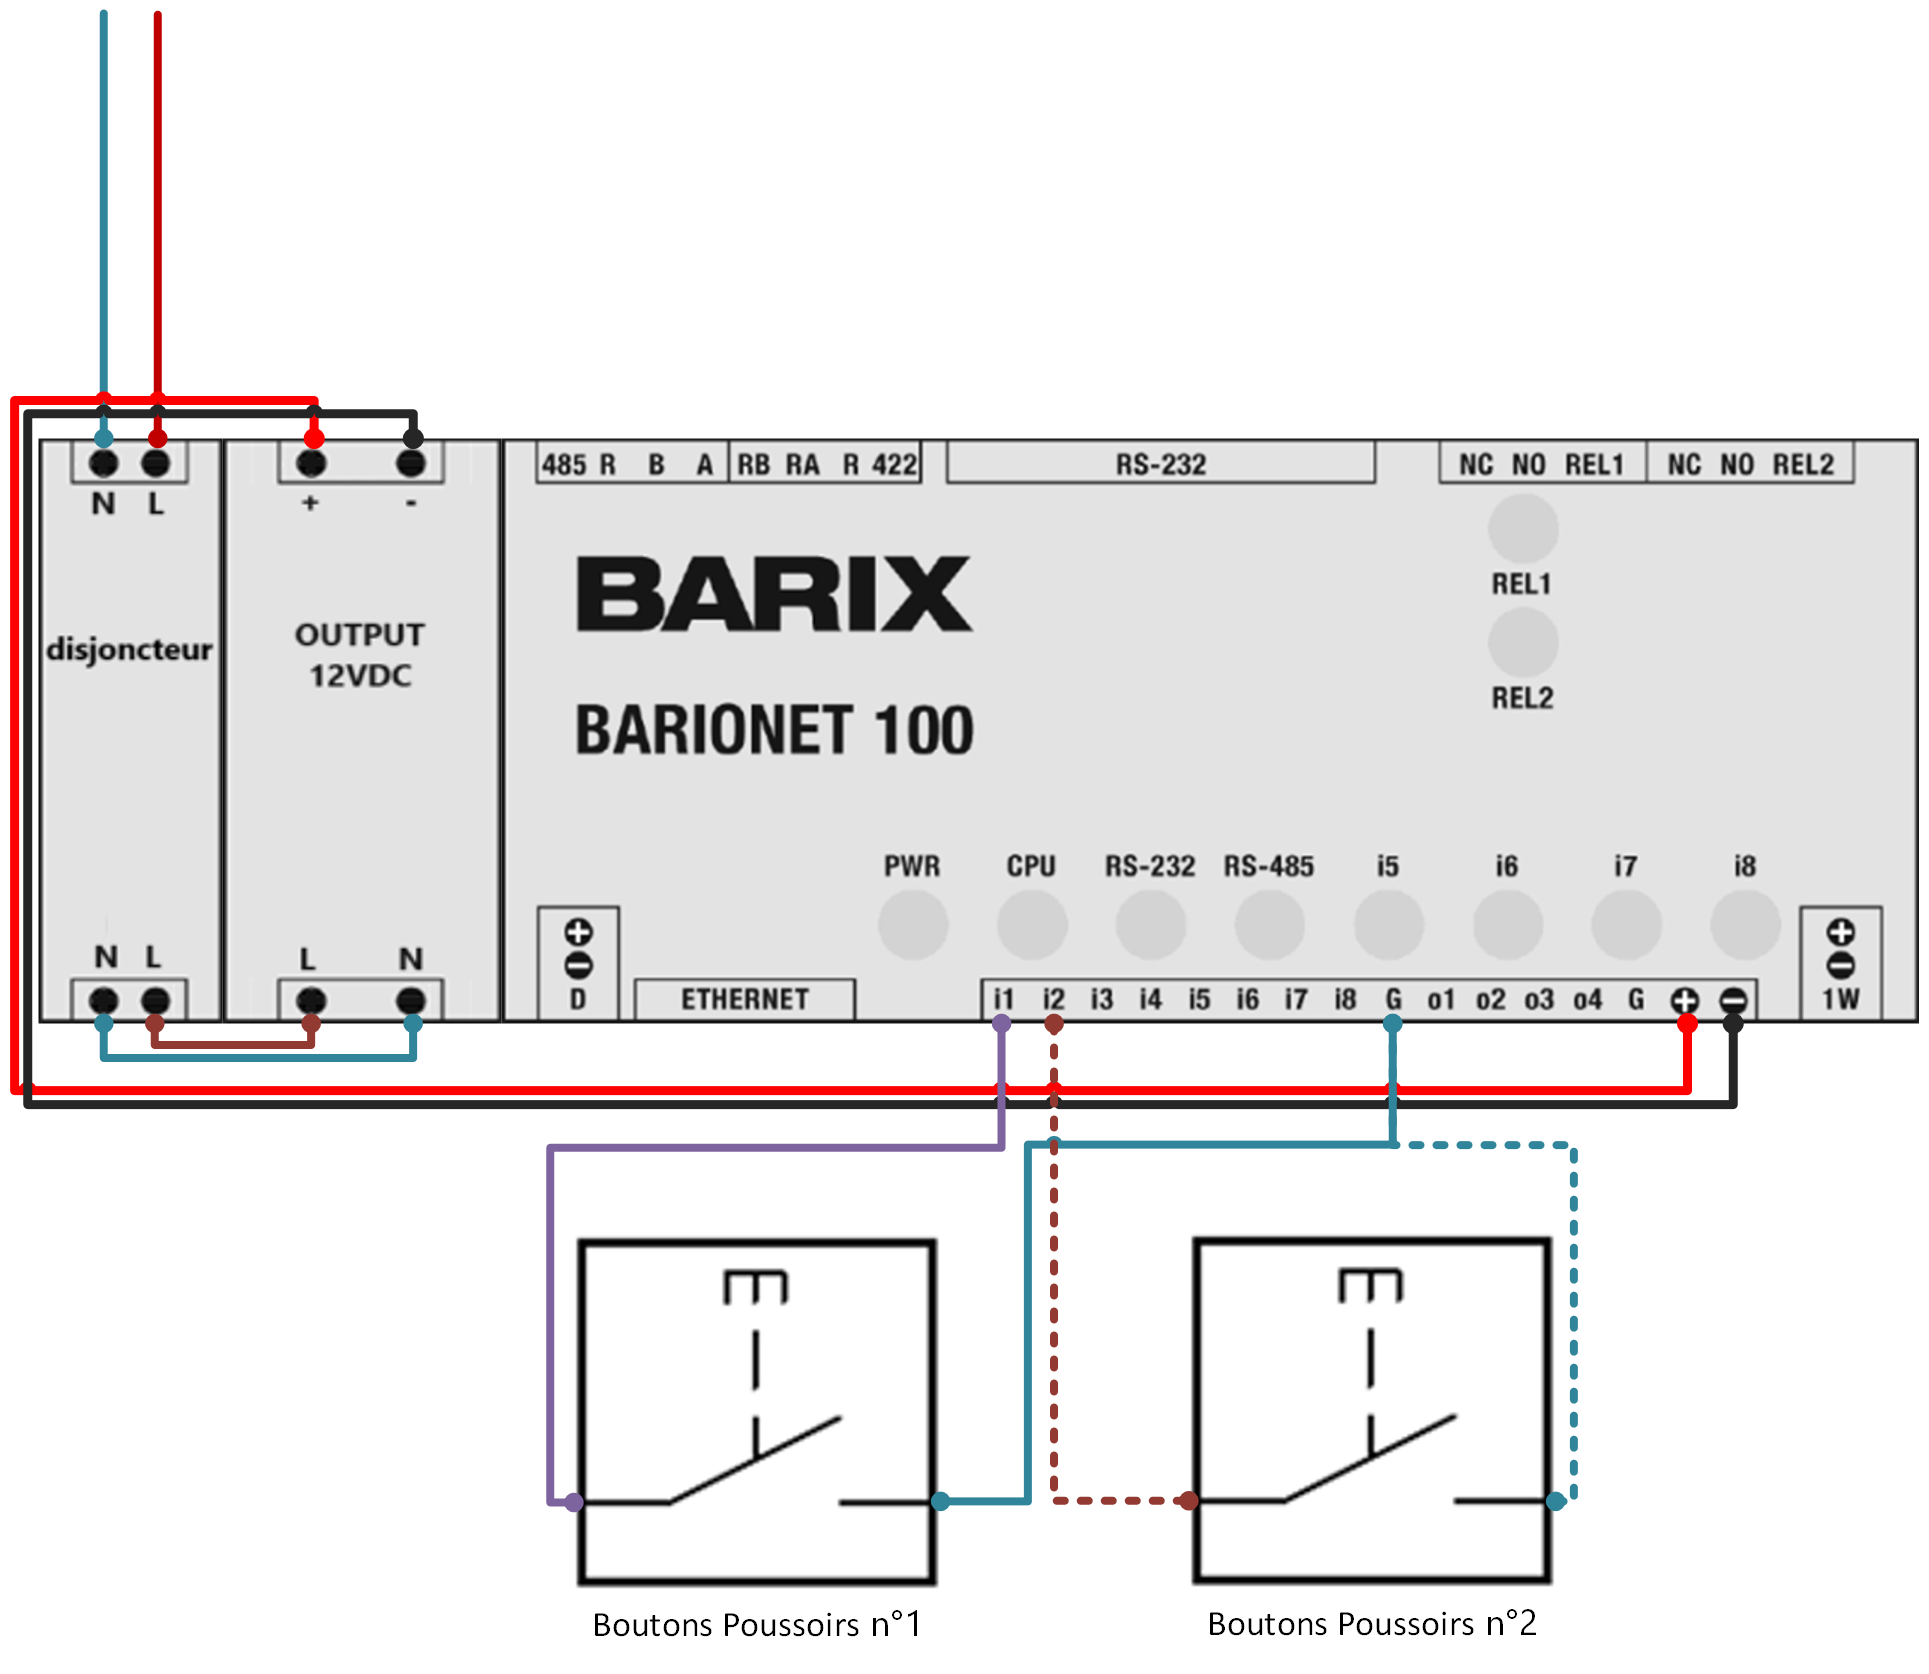 485 R B A RB RA R 422 RS-232 NC NO REL1 NC NO REL2
N L + -
REL1
disjoncteur
OUTPUT
12VDC
BARIX
REL2
BARIONET 100
PWR CPU RS-232 RS-485 i5 i6 i7 i8
N L L N
D ETHERNET i1 i2 i3 i4 i5 i6 i7 i8 G o1 o2 o3 o4 G + - 1W
Boutons Poussoirs n°1
Boutons Poussoirs n°2